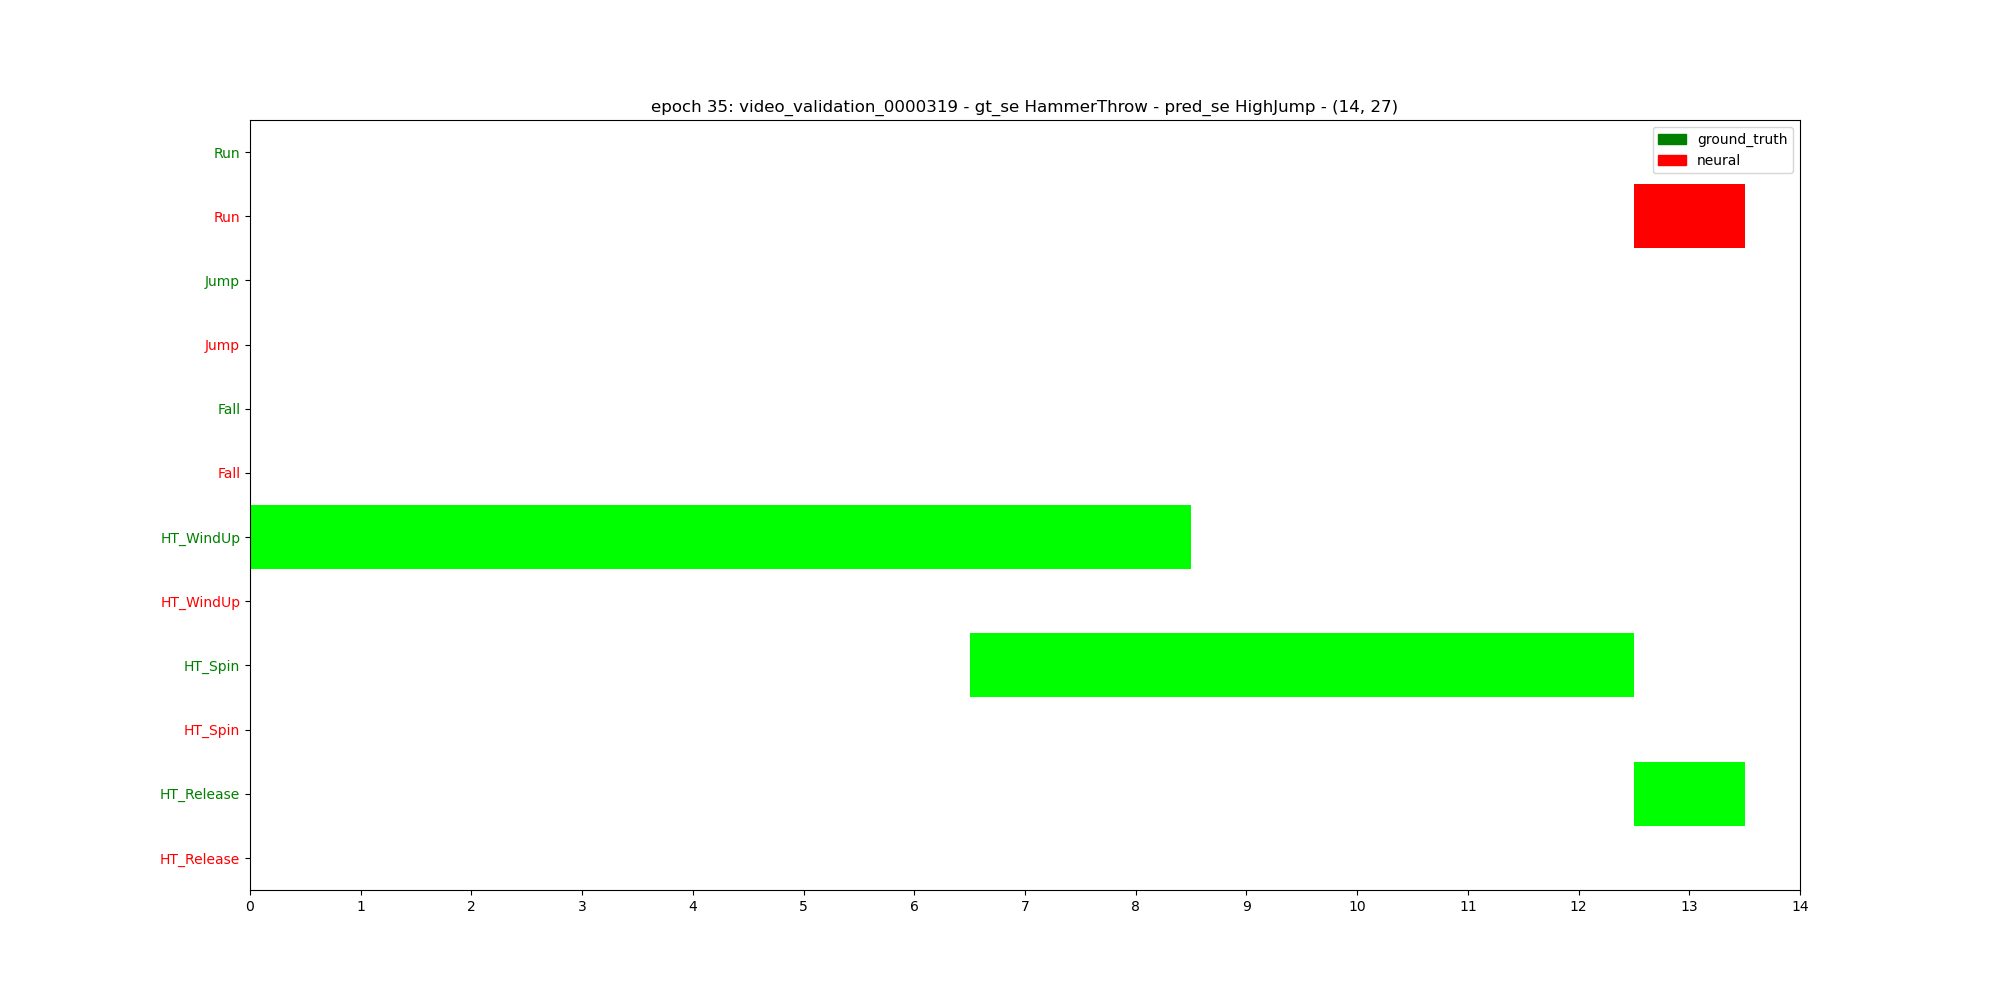 epoch 35: video_validation_0000319 - gt_se HammerThrow - pred_se HighJump - (14, 27)
ground_truth
neural
Run
Run
Jump
Jump
Fall
Fall
HT_WindUp
HT_WindUp
HT_Spin
HT_Spin
HT_Release
HT_Release
0 1 2 3 4 5 6 7 8 9 10 11 12 13 14